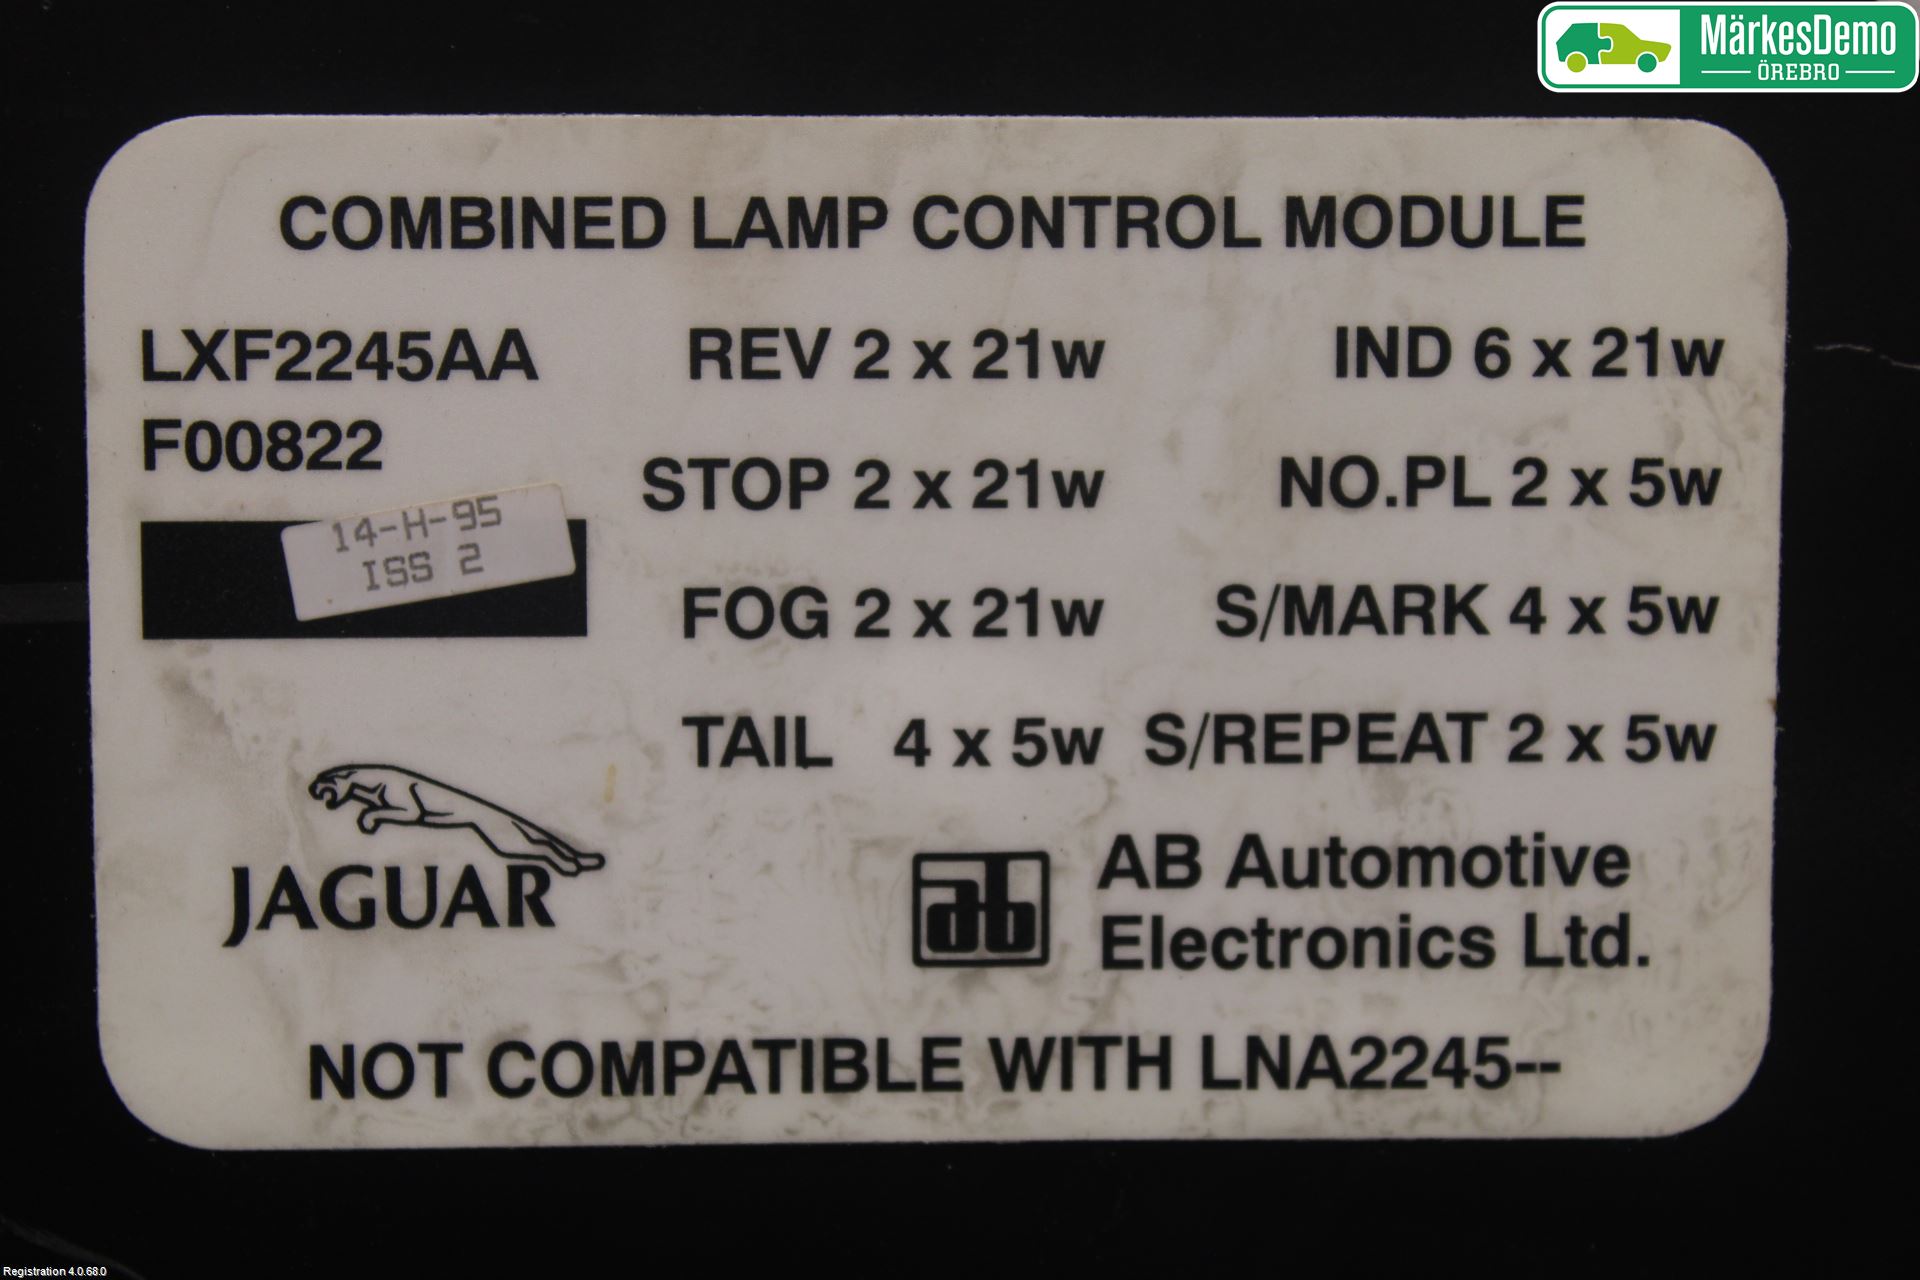 MärkesDemo
ÖREBRO
COMBINED LAMP CONTROL MODULE
LXF2245AA
F00822
14-H-95
ISS 2
REV 2 x 21w
IND 6 x 21w
STOP 2 x 21w
NO.PL 2 x 5w
FOG 2 x 21w
S/MARK 4 x 5w
TAIL 4 x 5w
S/REPEAT 2 x 5w
JAGUAR
ab
AB Automotive
Electronics Ltd.
NOT COMPATIBLE WITH LNA2245--
Registration 4.0.68.0